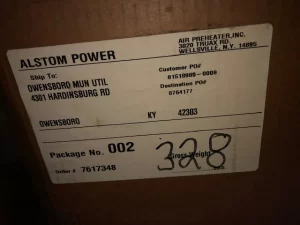 AIR PREHEATER, INC.
ALSTOM POWER
3020 TRUAX RD
WELLSVILLE, N.Y. 14895
Ship To:
Customer PO#
OWENSBORO MUN UTIL
01510999-0009
4301 HARDINSBURG RD
Destination PO#
0764177
OWENSBORO KY 42303
Package No. 002
328
Gross Weight
Order # 7617348